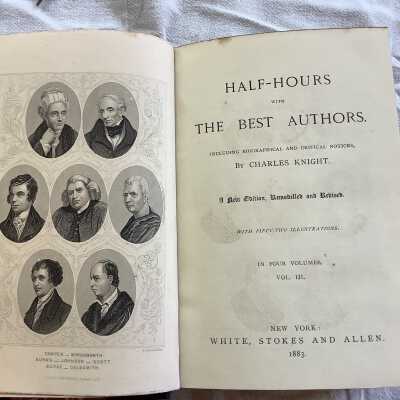 COWPER — WORDSWORTH.
BURNS — JOHNSON — SCOTT.
BURKE — GOLDSMITH.
HALF-HOURS
WITH
THE BEST AUTHORS.
INCLUDING BIOGRAPHICAL AND CRITICAL NOTICES,
BY CHARLES KNIGHT.
A New Edition, Remodelled and Revised.
WITH FIFTY-TWO ILLUSTRATIONS.
IN FOUR VOLUMES.
VOL. III.
NEW YORK:
WHITE, STOKES AND ALLEN.
1883.